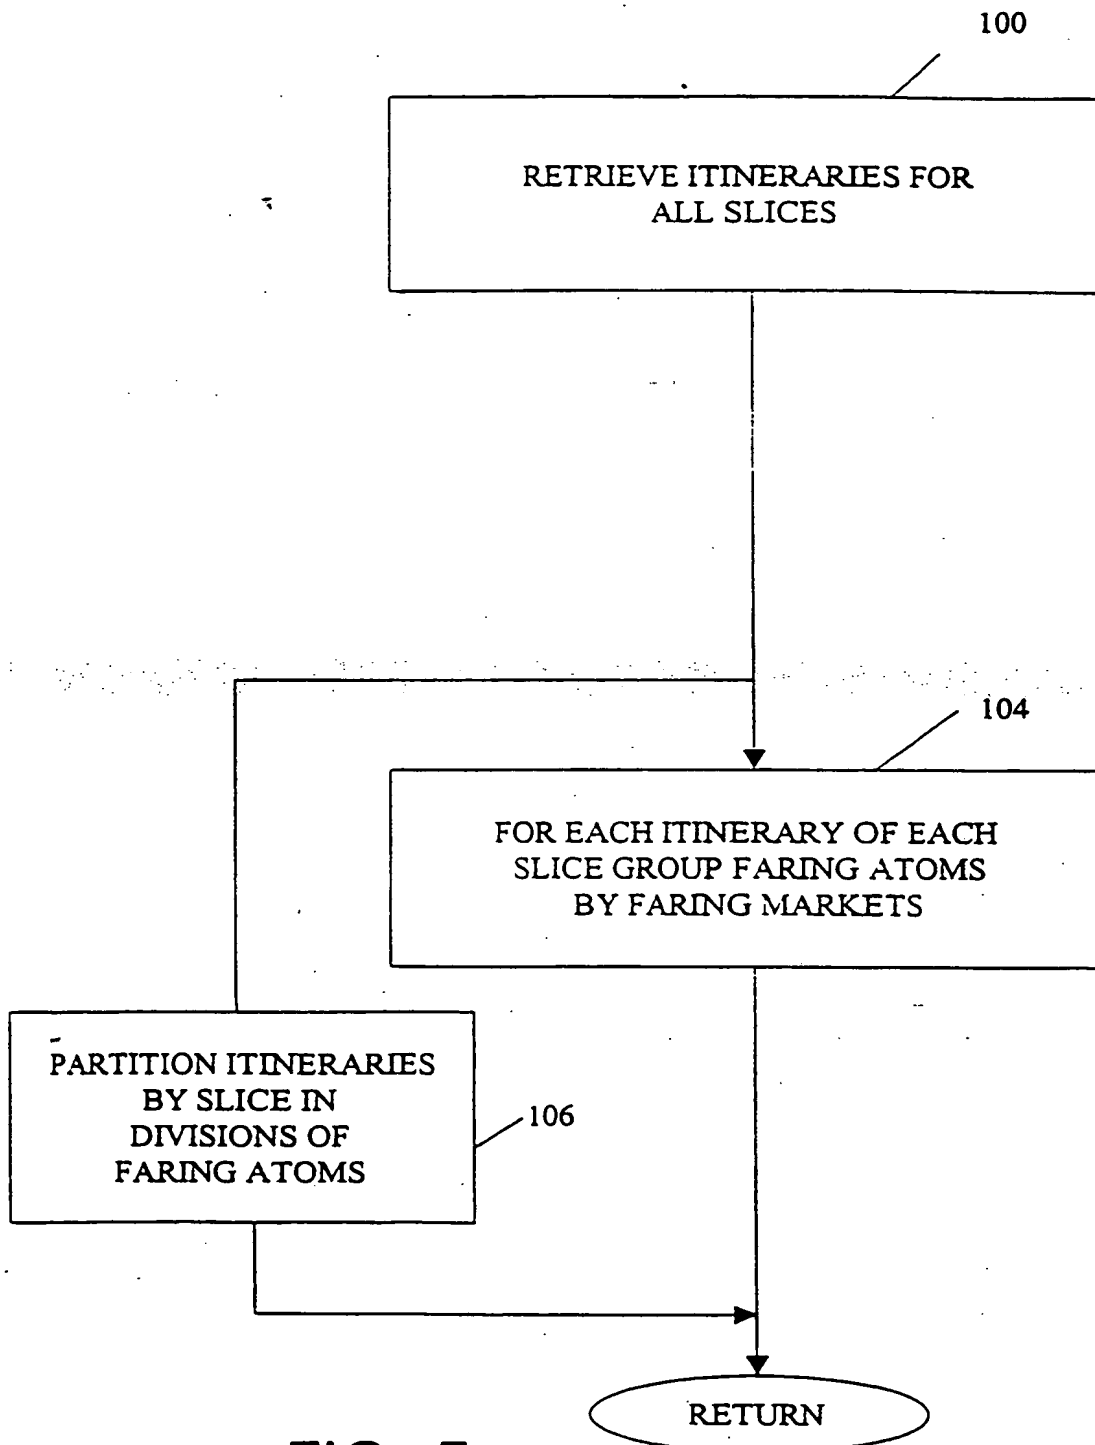 100
RETRIEVE ITINERARIES FOR
ALL SLICES
104
FOR EACH ITINERARY OF EACH
SLICE GROUP FARING ATOMS
BY FARING MARKETS
PARTITION ITINERARIES
BY SLICE IN
DIVISIONS OF
FARING ATOMS
106
RETURN